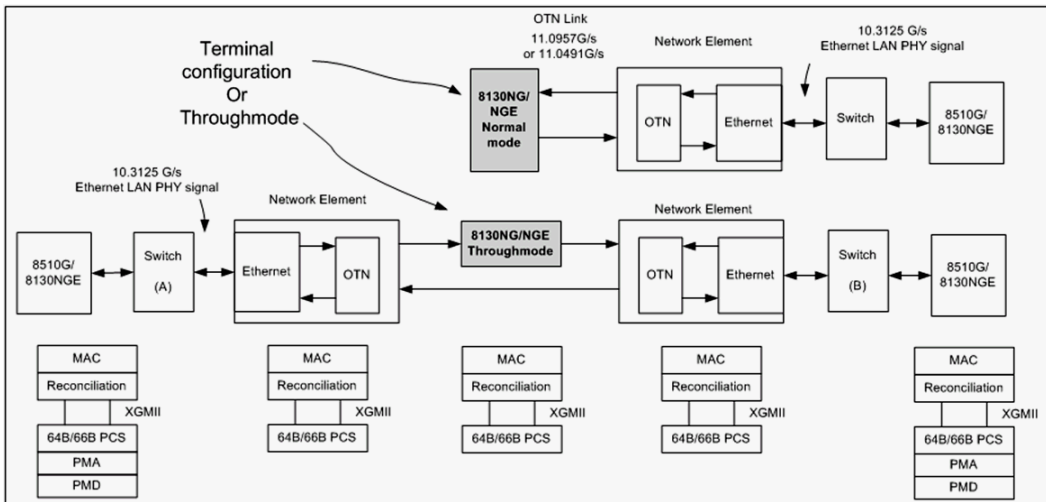 Terminal
configuration
Or
Throughmode
OTN Link
11.0957G/s
or 11.0491G/s
Network Element
10.3125 G/s
Ethernet LAN PHY signal
8130NG/
NGE
Normal
mode
OTN
Ethernet
Switch
8510G/
8130NGE
10.3125 G/s
Ethernet LAN PHY signal
Network Element
Network Element
8510G/
8130NGE
Switch
(A)
Ethernet
OTN
8130NG/NGE
Throughmode
OTN
Ethernet
Switch
(B)
8510G/
8130NGE
MAC
Reconciliation
XGMII
64B/66B PCS
PMA
PMD
MAC
Reconciliation
XGMII
64B/66B PCS
MAC
Reconciliation
XGMII
64B/66B PCS
MAC
Reconciliation
XGMII
64B/66B PCS
MAC
Reconciliation
XGMII
64B/66B PCS
PMA
PMD